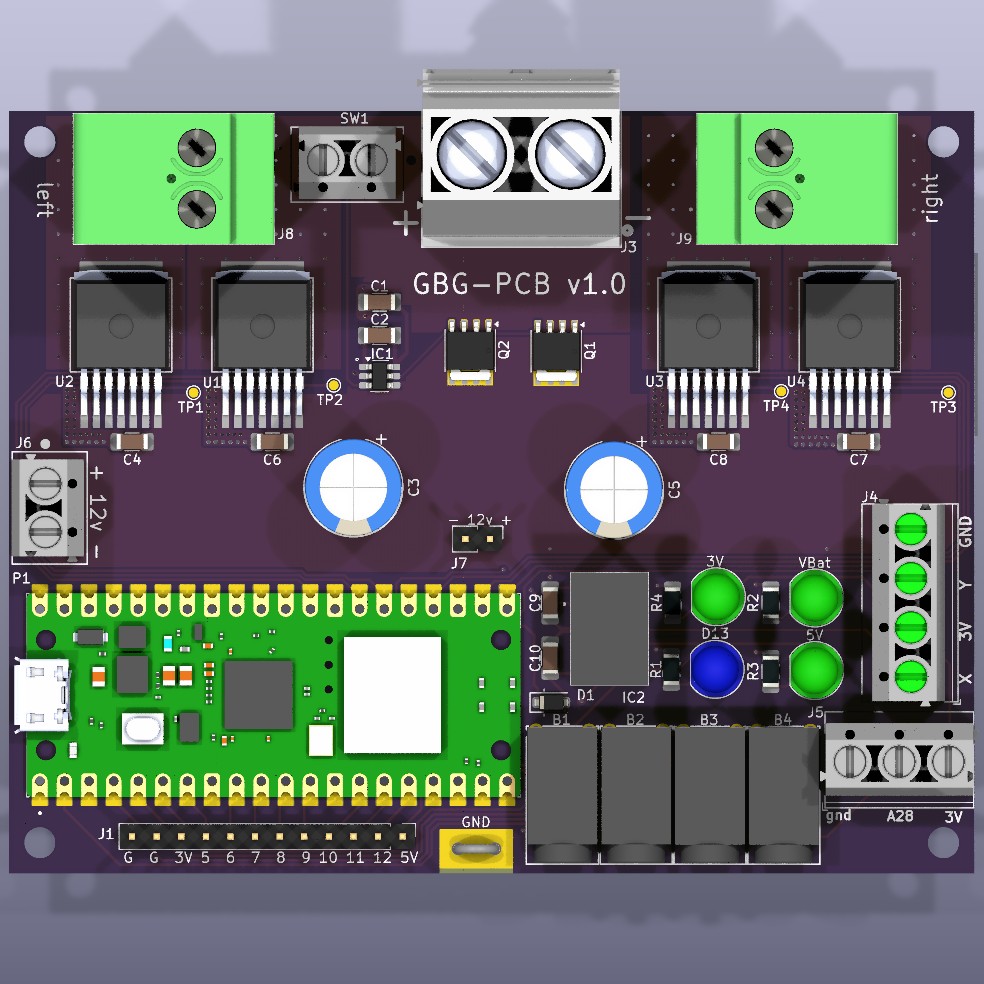 SW1
left
right
J8
+
−
J3
J9
GBG-PCB v1.0
C1
C2
IC1
Q2
Q1
U2
U1
U3
U4
TP1
TP2
TP4
TP3
C4
C6
C8
C7
J6
+ 12v -
C3
+
C5
+
J4
GND
Y
3V
X
- 12v +
J7
P1
C9
C10
R4
3V
R2
VBat
R1
D13
R3
5V
D1
IC2
J5
B1
B2
B3
B4
gnd A28 3V
J1
G G 3V 5 6 7 8 9 10 11 12 5V
GND